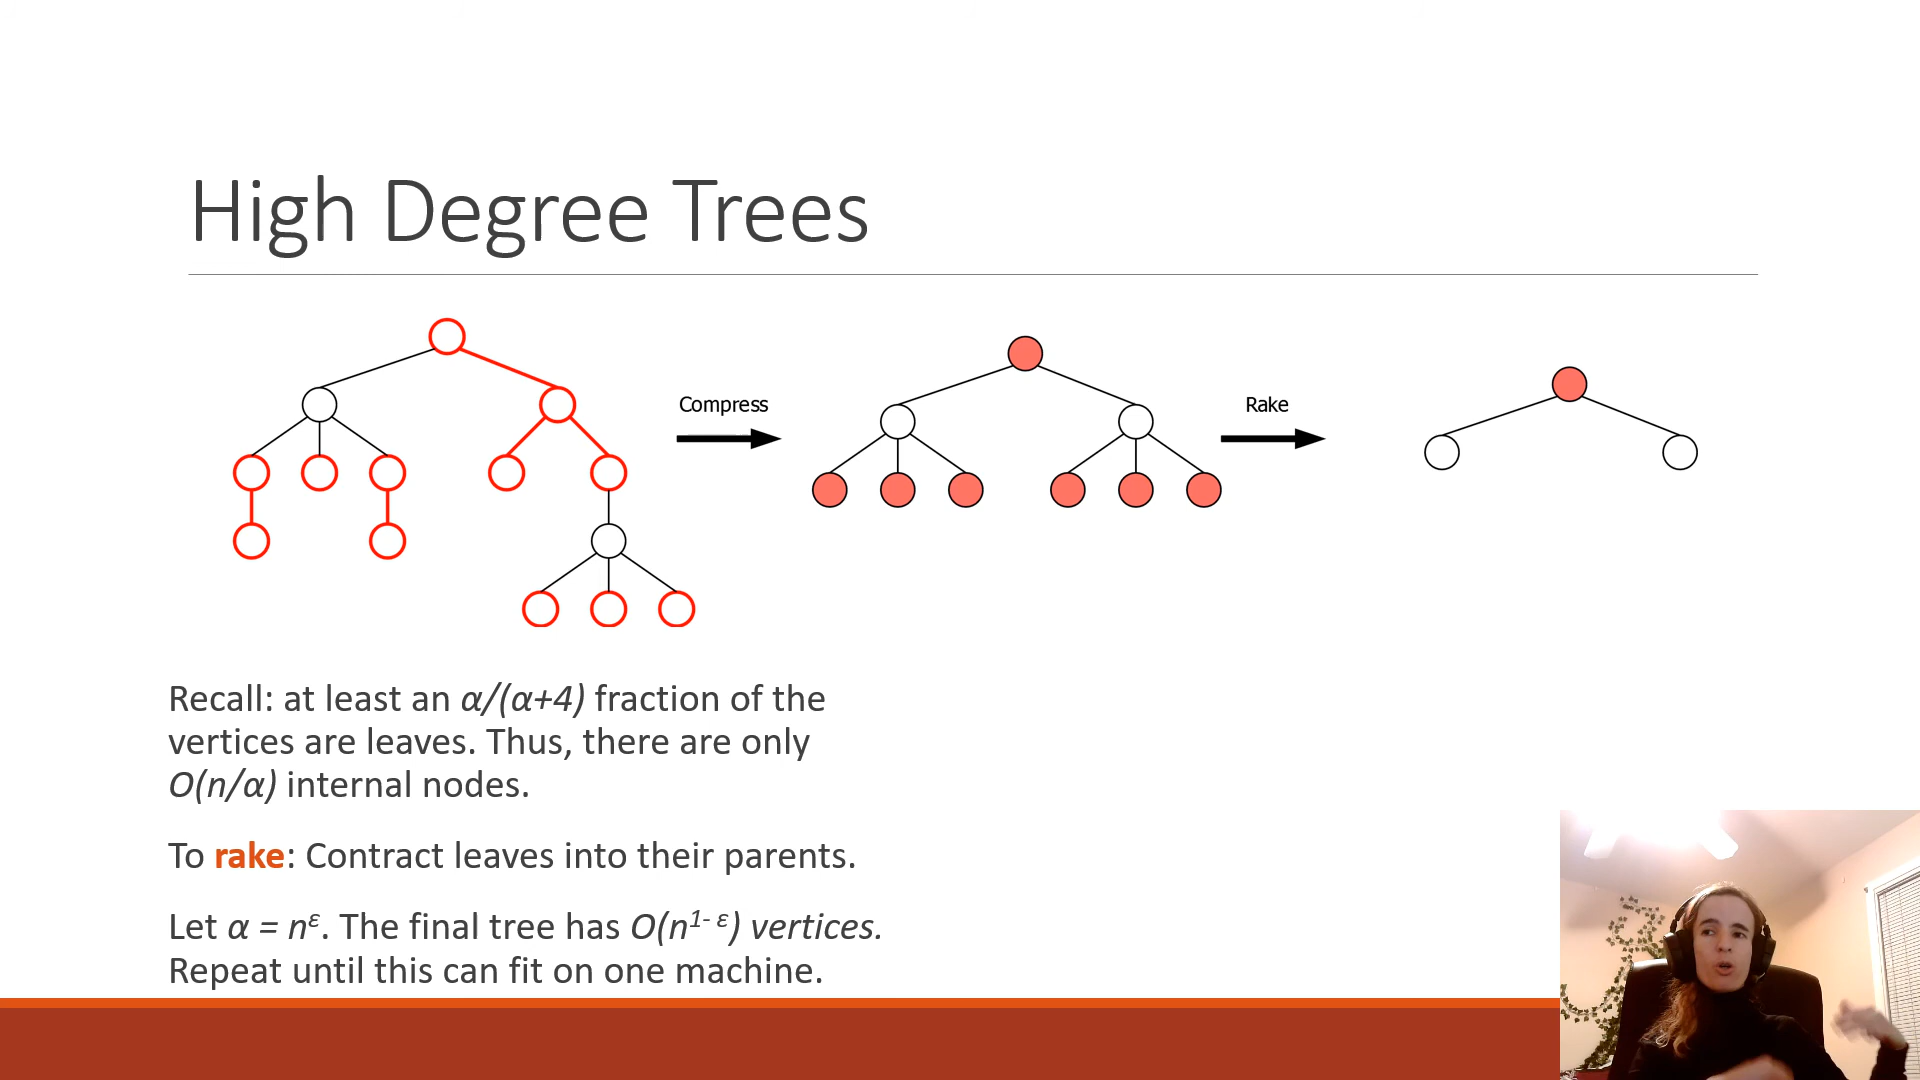 High Degree Trees
Compress
Rake
Recall: at least an α/(α+4) fraction of the
vertices are leaves. Thus, there are only
O(n/α) internal nodes.
To rake: Contract leaves into their parents.
Let α = nᵋ. The final tree has O(n¹⁻ ᵋ) vertices.
Repeat until this can fit on one machine.